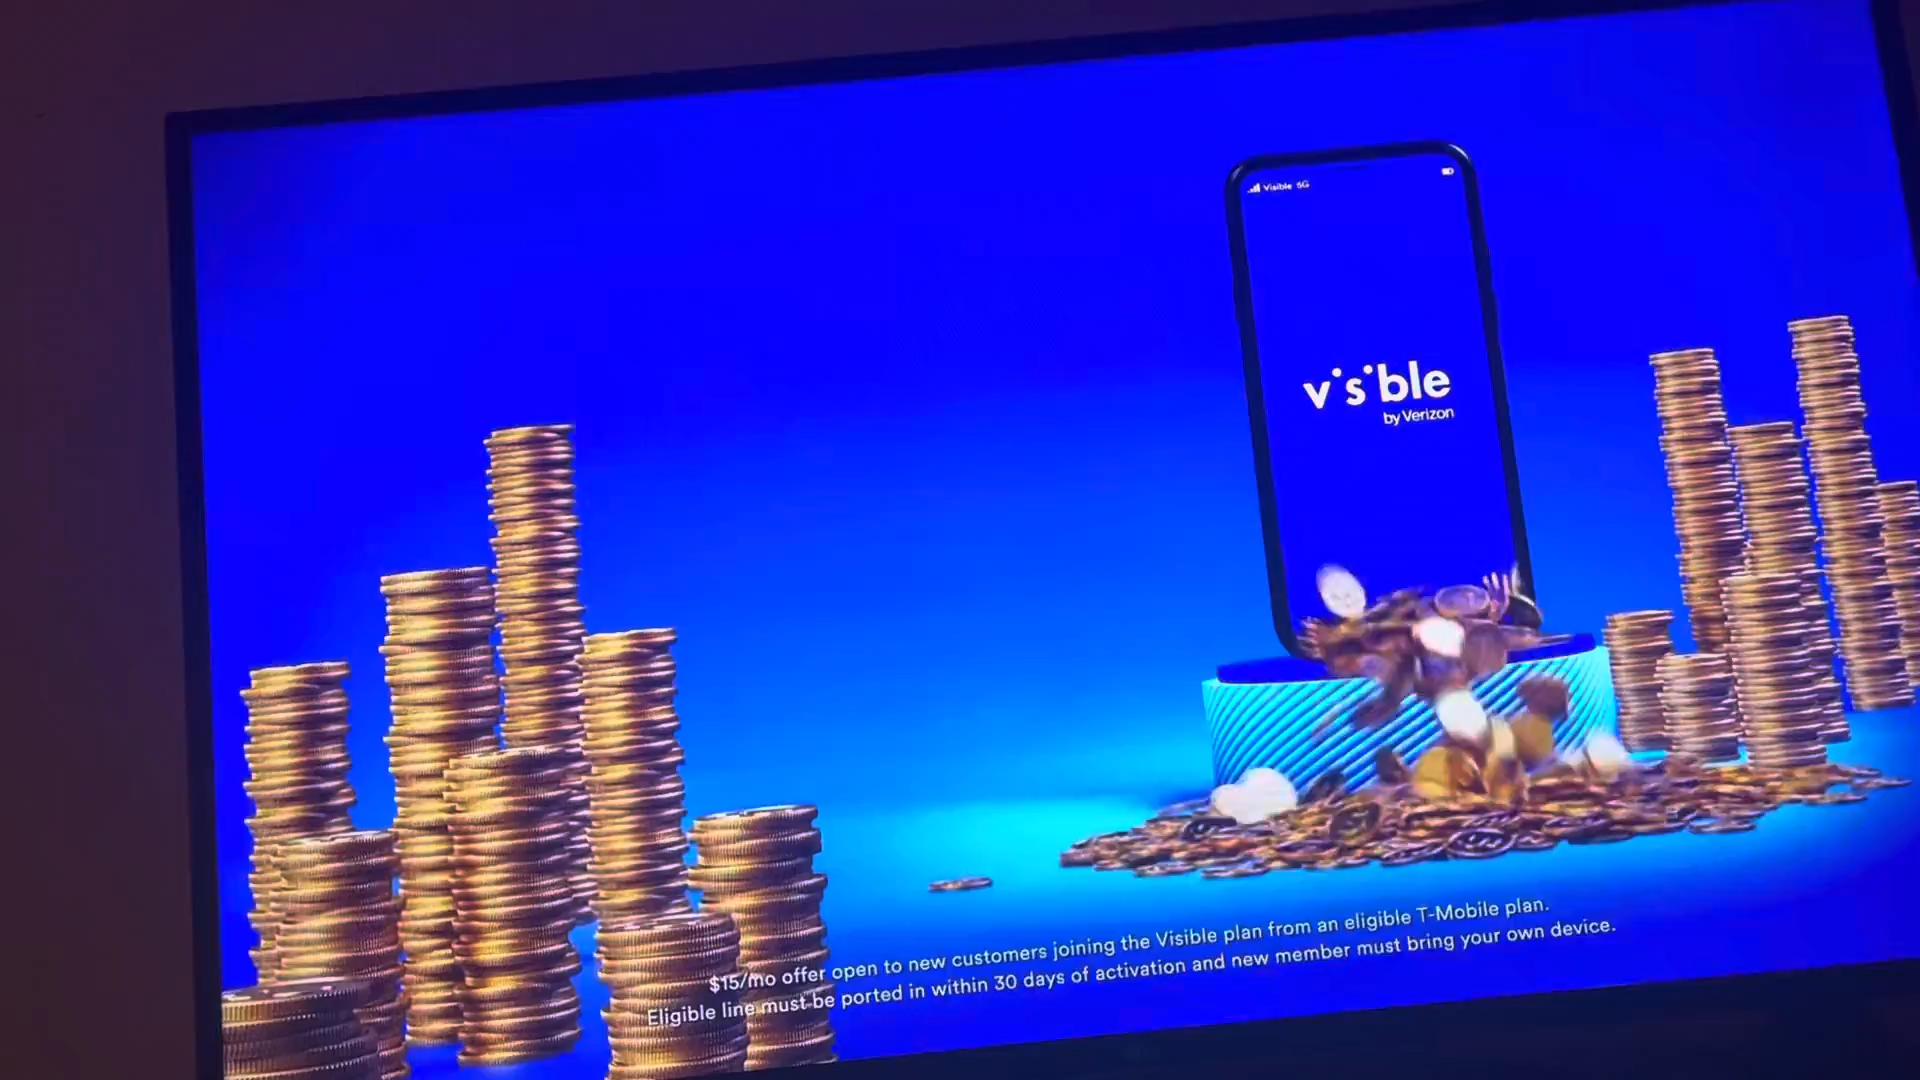 Visible 5G
visible
by Verizon
$15/mo offer open to new customers joining the Visible plan from an eligible T-Mobile plan.
Eligible line must be ported in within 30 days of activation and new member must bring your own device.